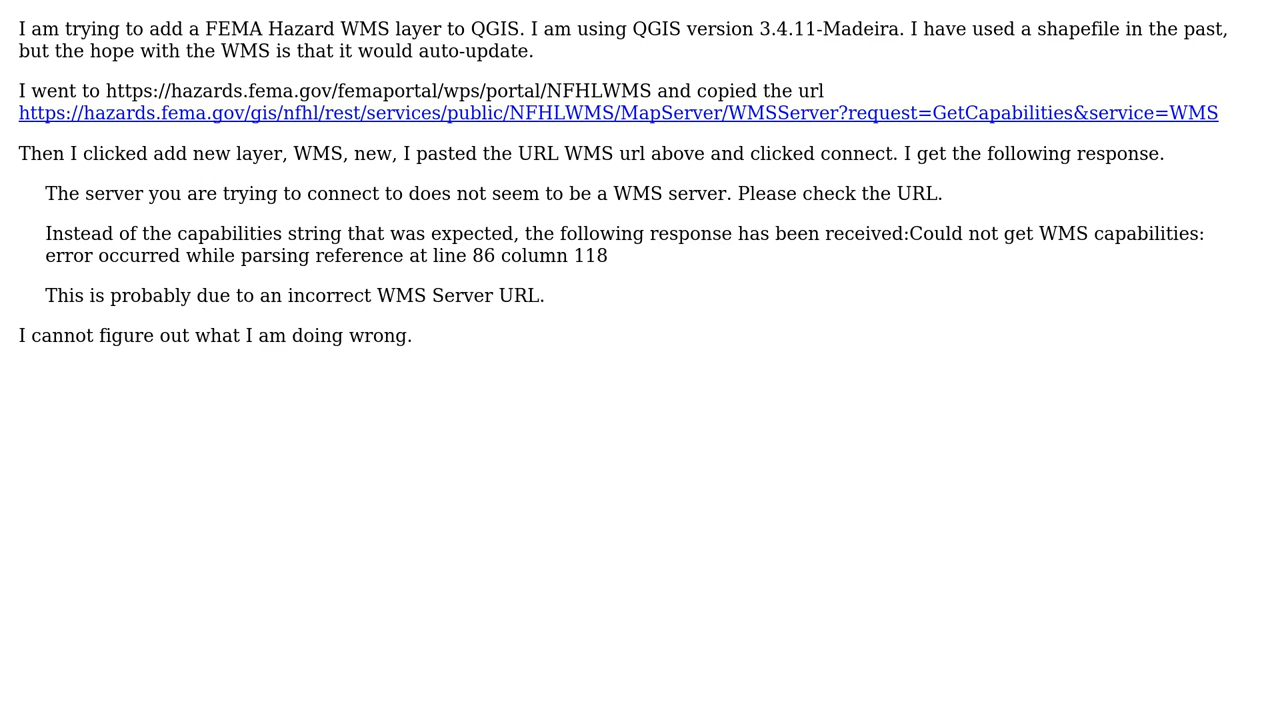 I am trying to add a FEMA Hazard WMS layer to QGIS. I am using QGIS version 3.4.11-Madeira. I have used a shapefile in the past,
but the hope with the WMS is that it would auto-update.
I went to https://hazards.fema.gov/femaportal/wps/portal/NFHLWMS and copied the url
https://hazards.fema.gov/gis/nfhl/rest/services/public/NFHLWMS/MapServer/WMSServer?request=GetCapabilities&service=WMS
Then I clicked add new layer, WMS, new, I pasted the URL WMS url above and clicked connect. I get the following response.
The server you are trying to connect to does not seem to be a WMS server. Please check the URL.
Instead of the capabilities string that was expected, the following response has been received:Could not get WMS capabilities:
error occurred while parsing reference at line 86 column 118
This is probably due to an incorrect WMS Server URL.
I cannot figure out what I am doing wrong.